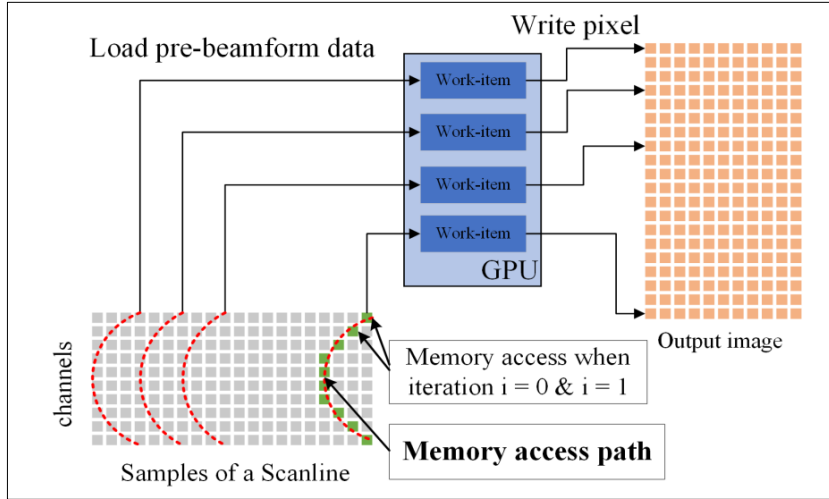 Load pre-beamform data
Write pixel
Work-item
Work-item
Work-item
Work-item
GPU
Output image
channels
Memory access when
iteration i = 0 & i = 1
Memory access path
Samples of a Scanline